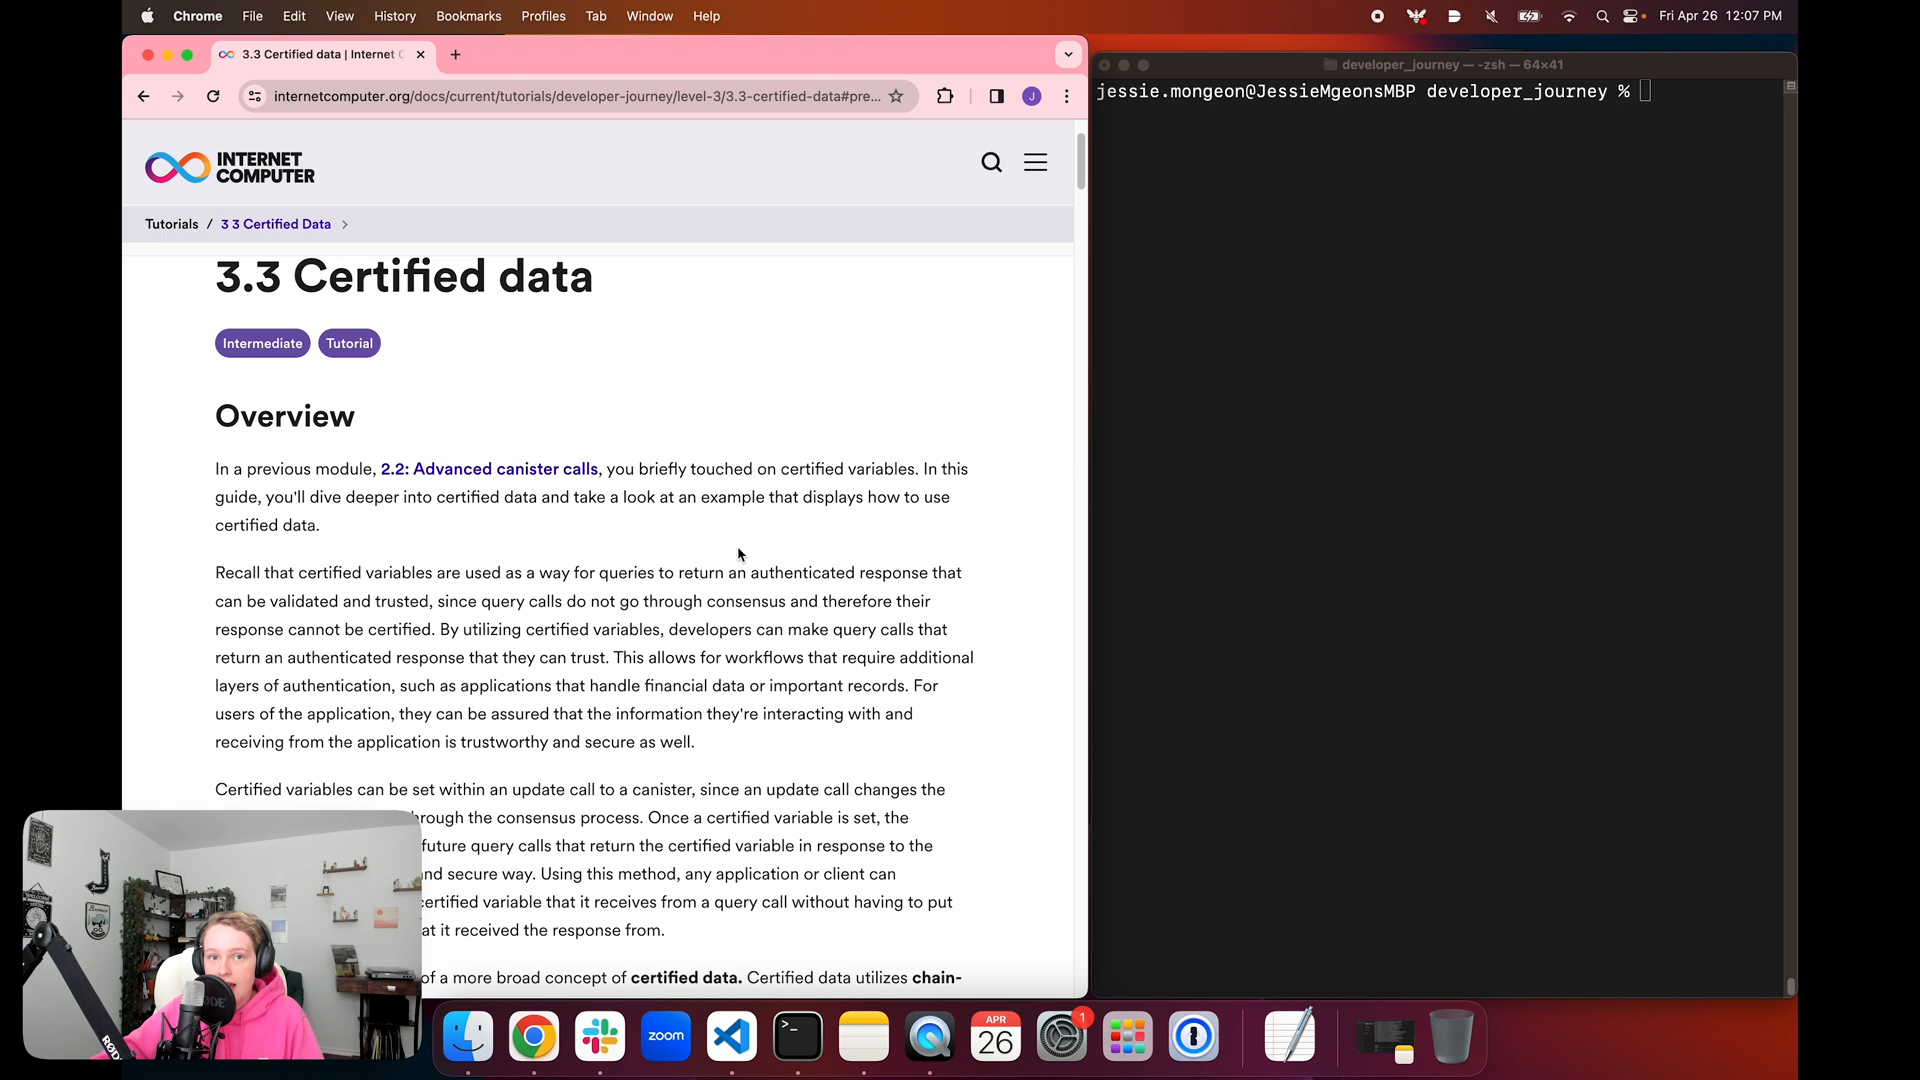 Chrome File Edit View History Bookmarks Profiles Tab Window Help
Fri Apr 26 12:07 PM
3.3 Certified data | Internet C
internetcomputer.org/docs/current/tutorials/developer-journey/level-3/3.3-certified-data#pre...
J
developer_journey — -zsh — 64×41
jessie.mongeon@JessieMgeonsMBP developer_journey %
INTERNET
COMPUTER
Tutorials / 3 3 Certified Data >
3.3 Certified data
Intermediate Tutorial
Overview
In a previous module, 2.2: Advanced canister calls, you briefly touched on certified variables. In this
guide, you'll dive deeper into certified data and take a look at an example that displays how to use
certified data.
Recall that certified variables are used as a way for queries to return an authenticated response that
can be validated and trusted, since query calls do not go through consensus and therefore their
response cannot be certified. By utilizing certified variables, developers can make query calls that
return an authenticated response that they can trust. This allows for workflows that require additional
layers of authentication, such as applications that handle financial data or important records. For
users of the application, they can be assured that the information they're interacting with and
receiving from the application is trustworthy and secure as well.
Certified variables can be set within an update call to a canister, since an update call changes the
hrough the consensus process. Once a certified variable is set, the
future query calls that return the certified variable in response to the
nd secure way. Using this method, any application or client can
certified variable that it receives from a query call without having to put
at it received the response from.
of a more broad concept of certified data. Certified data utilizes chain-
RØDE
RØD
zoom
APR
26
1